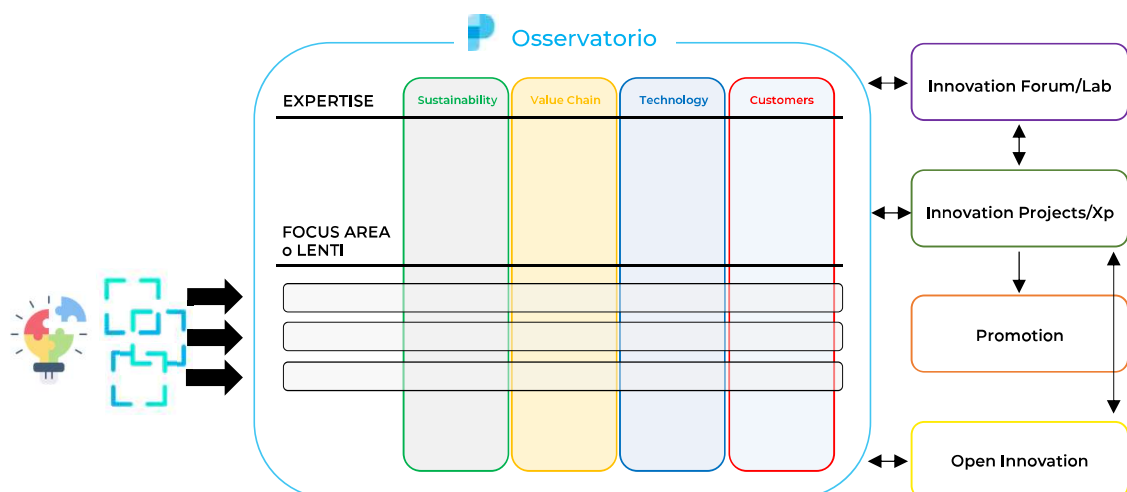 Osservatorio
EXPERTISE
Sustainability
Value Chain
Technology
Customers
FOCUS AREA
o LENTI
Innovation Forum/Lab
Innovation Projects/Xp
Promotion
Open Innovation